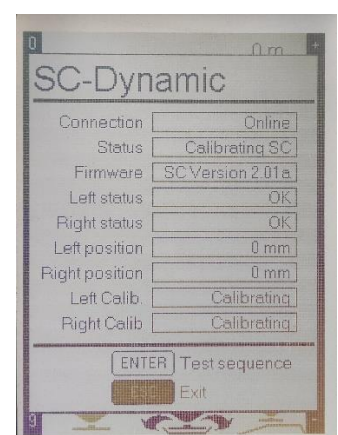 0
0 m
+
SC-Dynamic
Connection Online
Status Calibrating SC
Firmware SC Version 2.01a
Left status OK
Right status OK
Left position 0 mm
Right position 0 mm
Left Calib. Calibrating
Right Calib Calibrating
ENTER Test sequence
ESC Exit
9